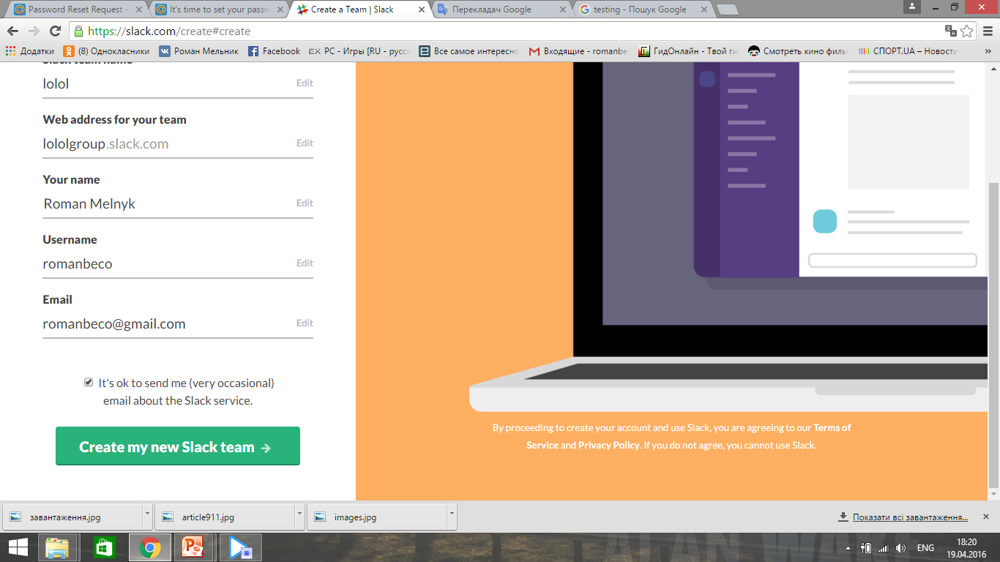 Password Reset Request -
It's time to set your passw
Create a Team | Slack
Перекладач Google
testing - Пошук Google
https://slack.com/create#create
Додатки
(8) Однокласники
Роман Мельник
Facebook
EX PC - Игры [RU - русс
Все самое интересно
Входящие - romanbe
ГидОнлайн - Твой ги
Смотреть кино филь
СПОРТ.UA – Новости
»
Slack team name
lolol
Edit
Web address for your team
lololgroup.slack.com
Edit
Your name
Roman Melnyk
Edit
Username
romanbeco
Edit
Email
romanbeco@gmail.com
Edit
It's ok to send me (very occasional)
email about the Slack service.
Create my new Slack team →
By proceeding to create your account and use Slack, you are agreeing to our Terms of
Service and Privacy Policy. If you do not agree, you cannot use Slack.
завантаження.jpg
article911.jpg
images.jpg
Показати всі завантаження...
ALAN WAKE
ENG
18:20
19.04.2016